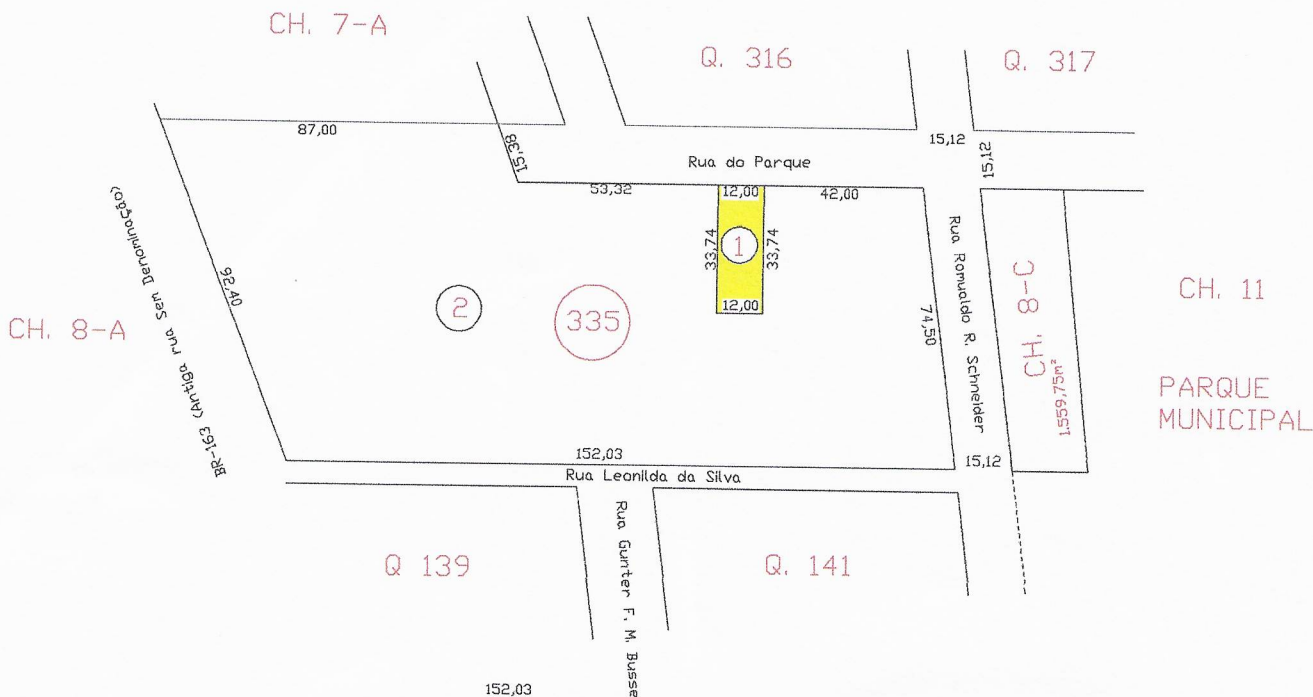 CH. 7-A
Q. 316
Q. 317
87,00
15,38
15,12
15,12
Rua do Parque
53,32
12,00
42,00
BR-163 (Antiga rua Sem Denominação)
92,40
33,74
1
33,74
12,00
Rua Romualdo R. Schneider
CH. 8-C
1.559,75m²
CH. 11
CH. 8-A
2
335
74,50
PARQUE
MUNICIPAL
152,03
15,12
Rua Leonilda da Silva
Q 139
Rua Gunter F. M. Busse
Q. 141
152,03